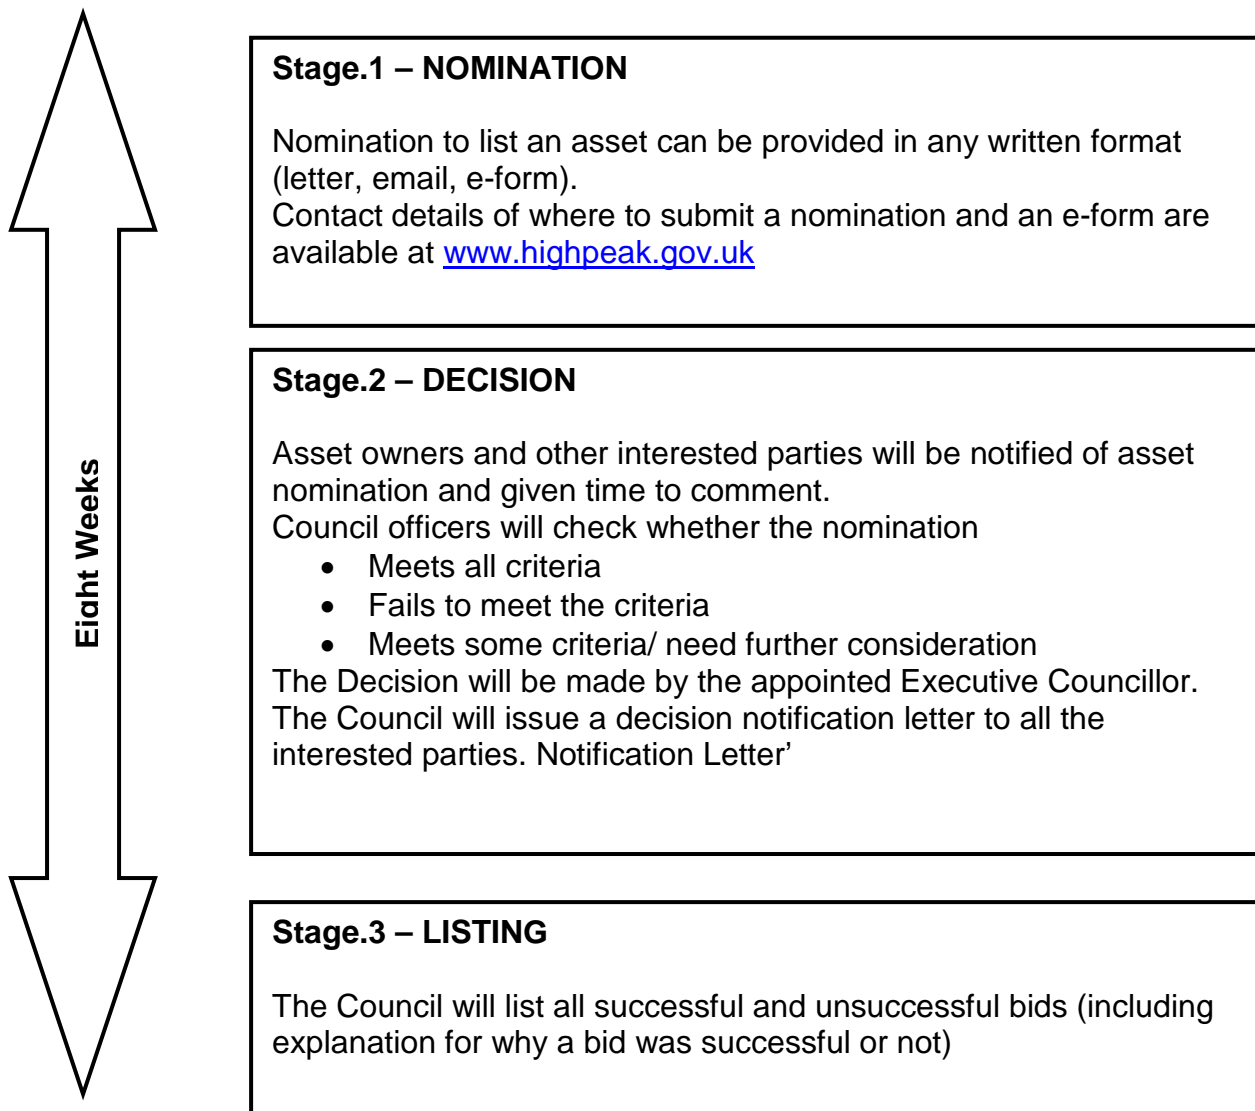 Stage.1 – NOMINATION
Nomination to list an asset can be provided in any written format
(letter, email, e-form).
Contact details of where to submit a nomination and an e-form are
available at www.highpeak.gov.uk
Eight Weeks
Stage.2 – DECISION
Asset owners and other interested parties will be notified of asset
nomination and given time to comment.
Council officers will check whether the nomination
• Meets all criteria
• Fails to meet the criteria
• Meets some criteria/ need further consideration
The Decision will be made by the appointed Executive Councillor.
The Council will issue a decision notification letter to all the
interested parties. Notification Letter’
Stage.3 – LISTING
The Council will list all successful and unsuccessful bids (including
explanation for why a bid was successful or not)